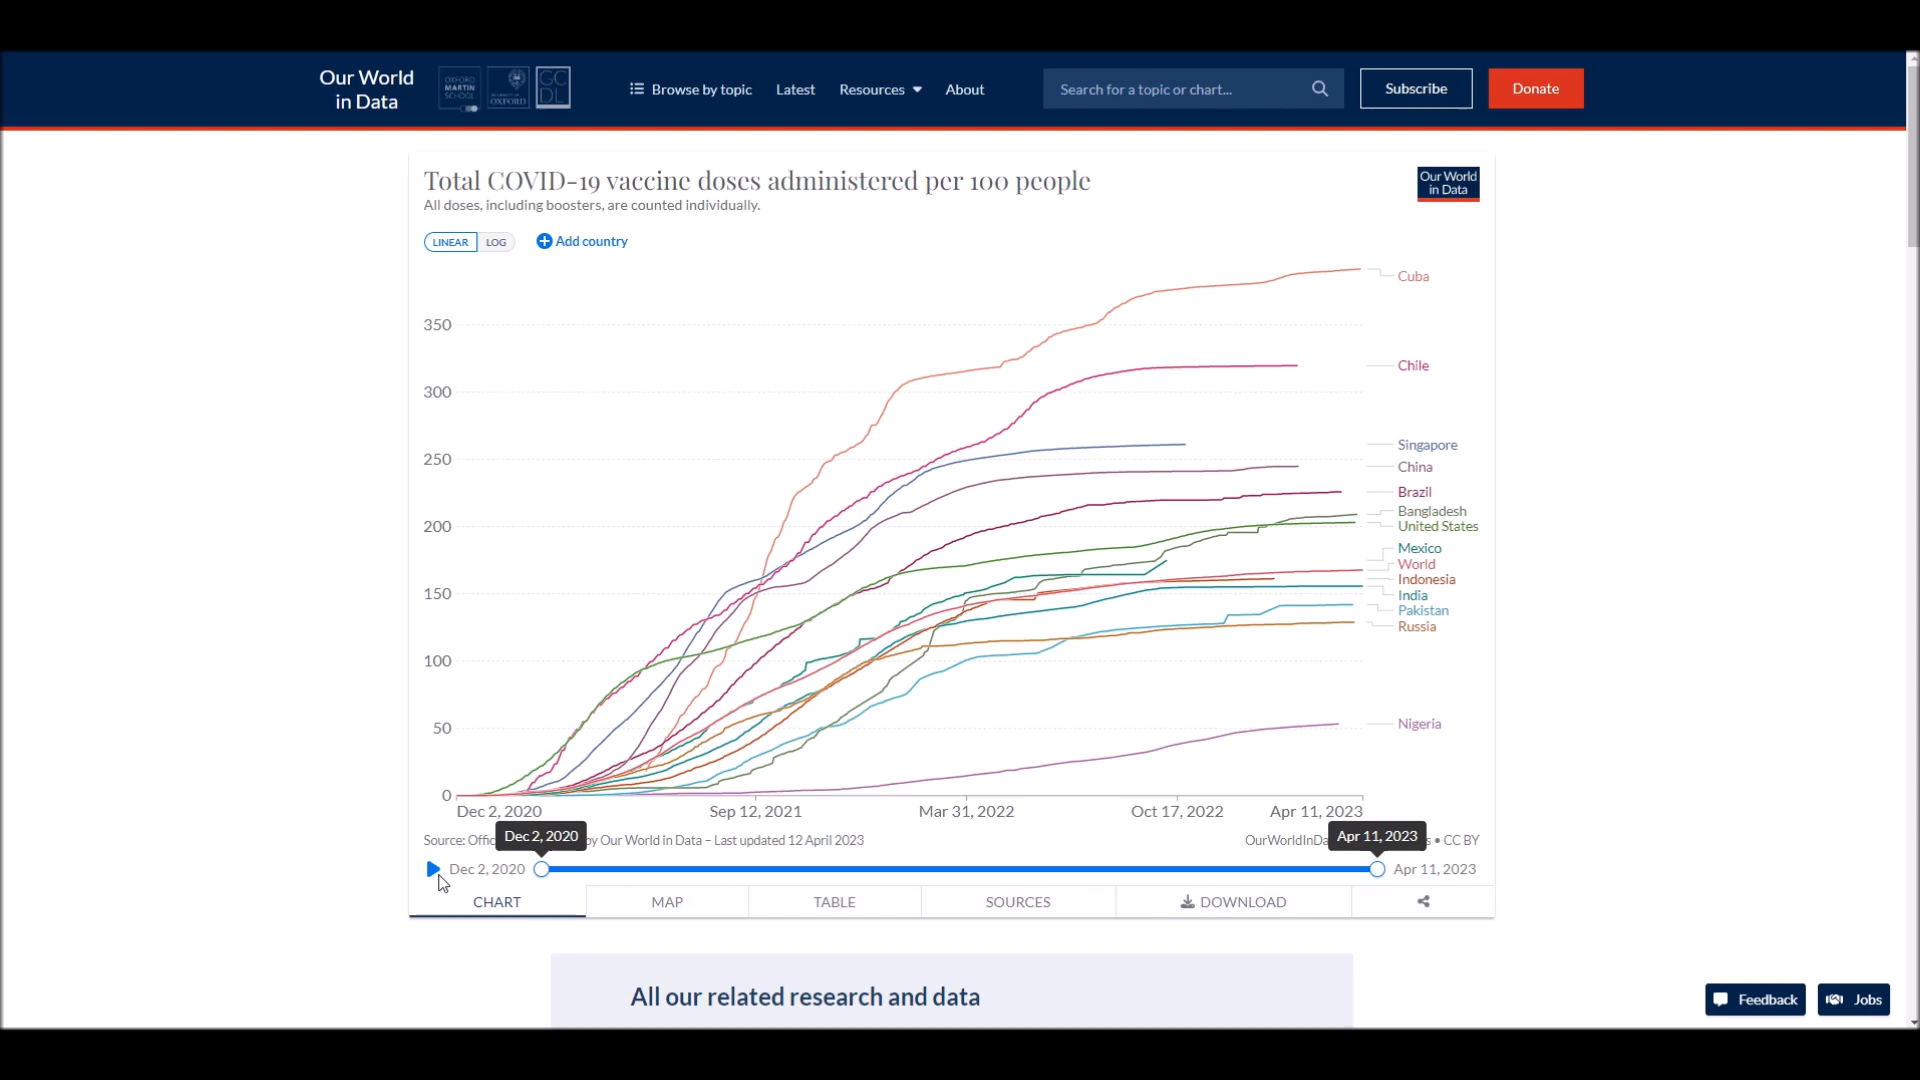 Our World
in Data
OXFORD
MARTIN
SCHOOL
OXFORD
GC
DL
Browse by topic
Latest
Resources
About
Search for a topic or chart...
Subscribe
Donate
Total COVID-19 vaccine doses administered per 100 people
All doses, including boosters, are counted individually.
Our World
in Data
LINEAR
LOG
Add country
Cuba
350
Chile
300
Singapore
250
China
Brazil
Bangladesh
200
United States
Mexico
World
Indonesia
150
India
Pakistan
Russia
100
Nigeria
50
0
Dec 2, 2020
Sep 12, 2021
Mar 31, 2022
Oct 17, 2022
Apr 11, 2023
Dec 2, 2020
Apr 11, 2023
Source: by Our World in Data – Last updated 12 April 2023
• CC BY
Dec 2, 2020
Apr 11, 2023
CHART
MAP
TABLE
SOURCES
DOWNLOAD
All our related research and data
Feedback
Jobs